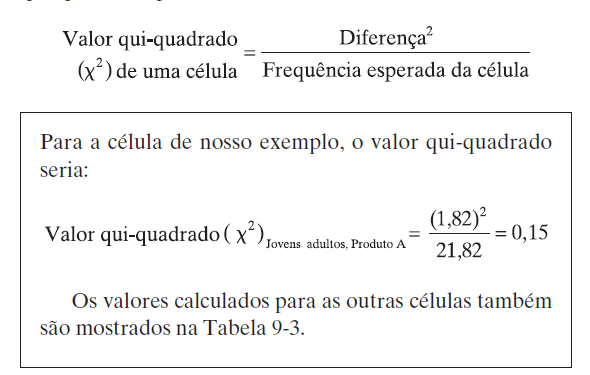 Valor qui-quadrado (χ²) de uma célula = Diferença² / Frequência esperada da célula
Para a célula de nosso exemplo, o valor qui-quadrado
seria:
Valor qui-quadrado ( χ²) Jovens adultos, Produto A = (1,82)² / 21,82 = 0,15
Os valores calculados para as outras células também
são mostrados na Tabela 9-3.